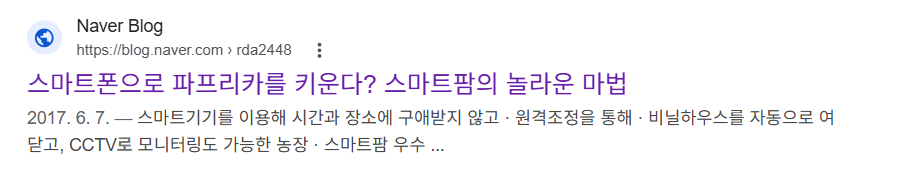 Naver Blog
https://blog.naver.com › rda2448
스마트폰으로 파프리카를 키운다? 스마트팜의 놀라운 마법
2017. 6. 7. — 스마트기기를 이용해 시간과 장소에 구애받지 않고 · 원격조정을 통해 · 비닐하우스를 자동으로 여
닫고, CCTV로 모니터링도 가능한 농장 · 스마트팜 우수 ...